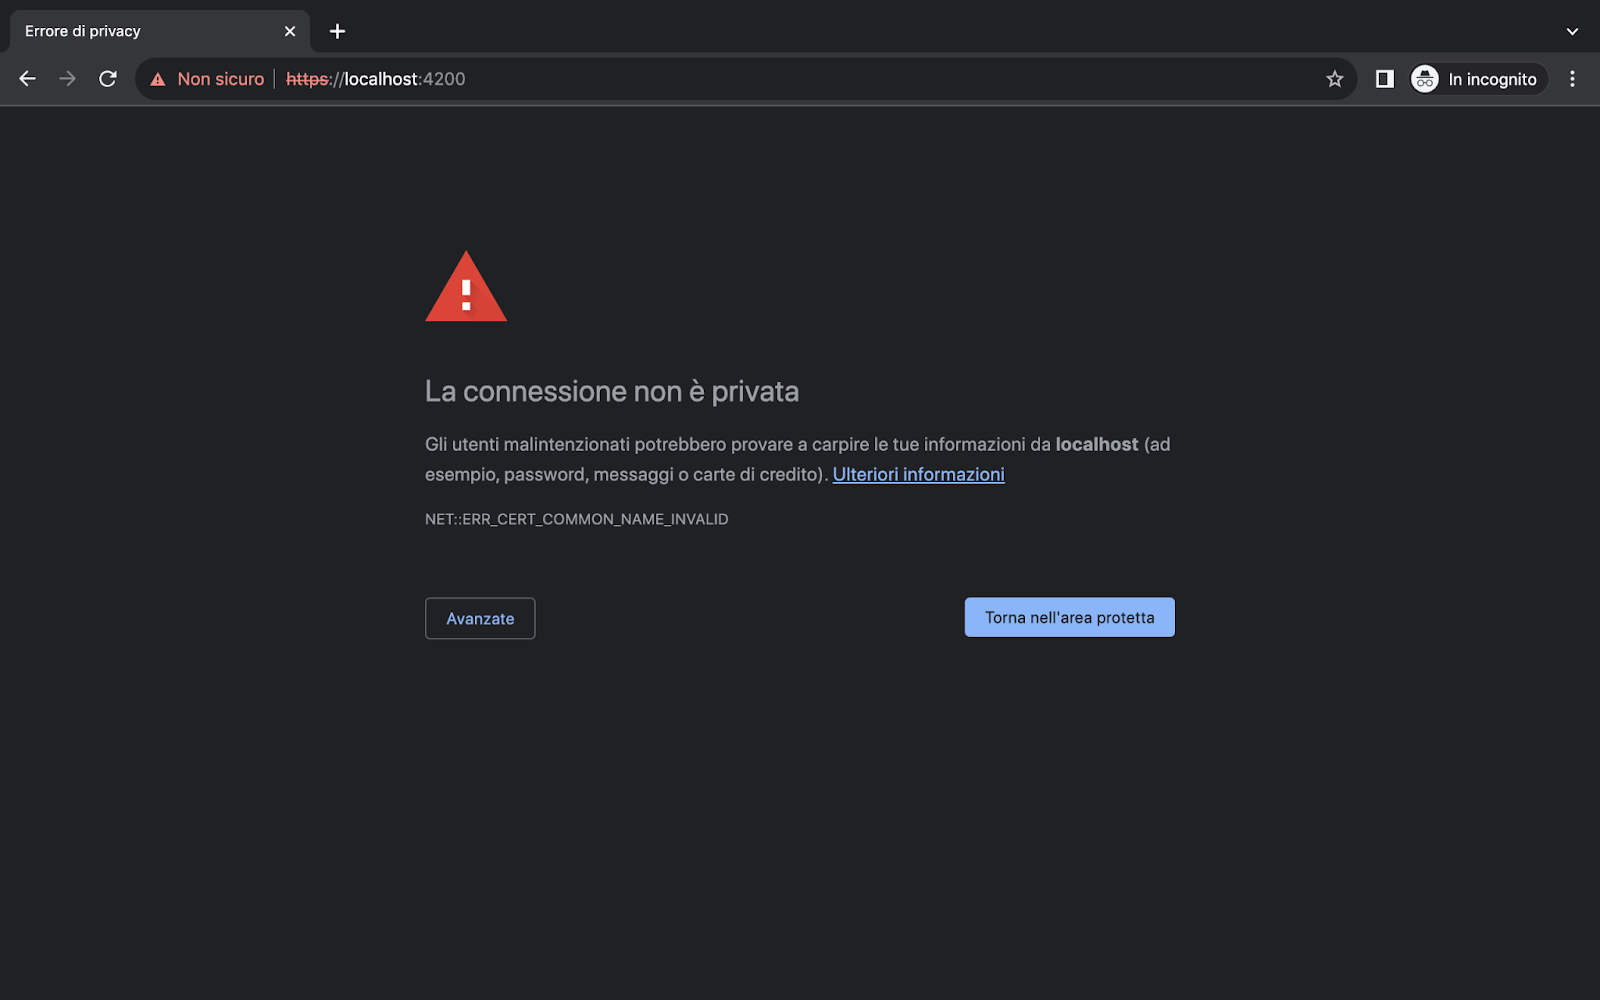 Errore di privacy
Non sicuro
https://localhost:4200
In incognito
La connessione non è privata
Gli utenti malintenzionati potrebbero provare a carpire le tue informazioni da localhost (ad
esempio, password, messaggi o carte di credito). Ulteriori informazioni
NET::ERR_CERT_COMMON_NAME_INVALID
Avanzate
Torna nell'area protetta